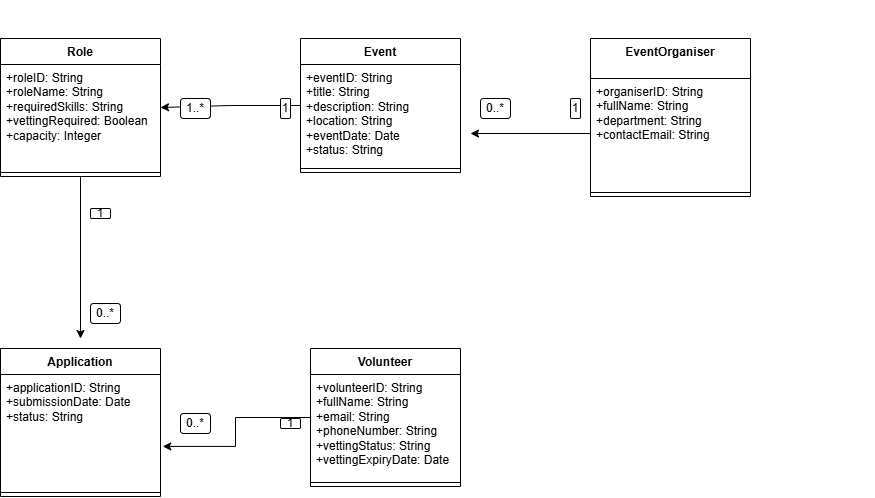 Role
+roleID: String
+roleName: String
+requiredSkills: String
+vettingRequired: Boolean
+capacity: Integer
1..*
1
Event
+eventID: String
+title: String
+description: String
+location: String
+eventDate: Date
+status: String
0..*
1
EventOrganiser
+organiserID: String
+fullName: String
+department: String
+contactEmail: String
1
0..*
Application
+applicationID: String
+submissionDate: Date
+status: String
0..*
1
Volunteer
+volunteerID: String
+fullName: String
+email: String
+phoneNumber: String
+vettingStatus: String
+vettingExpiryDate: Date